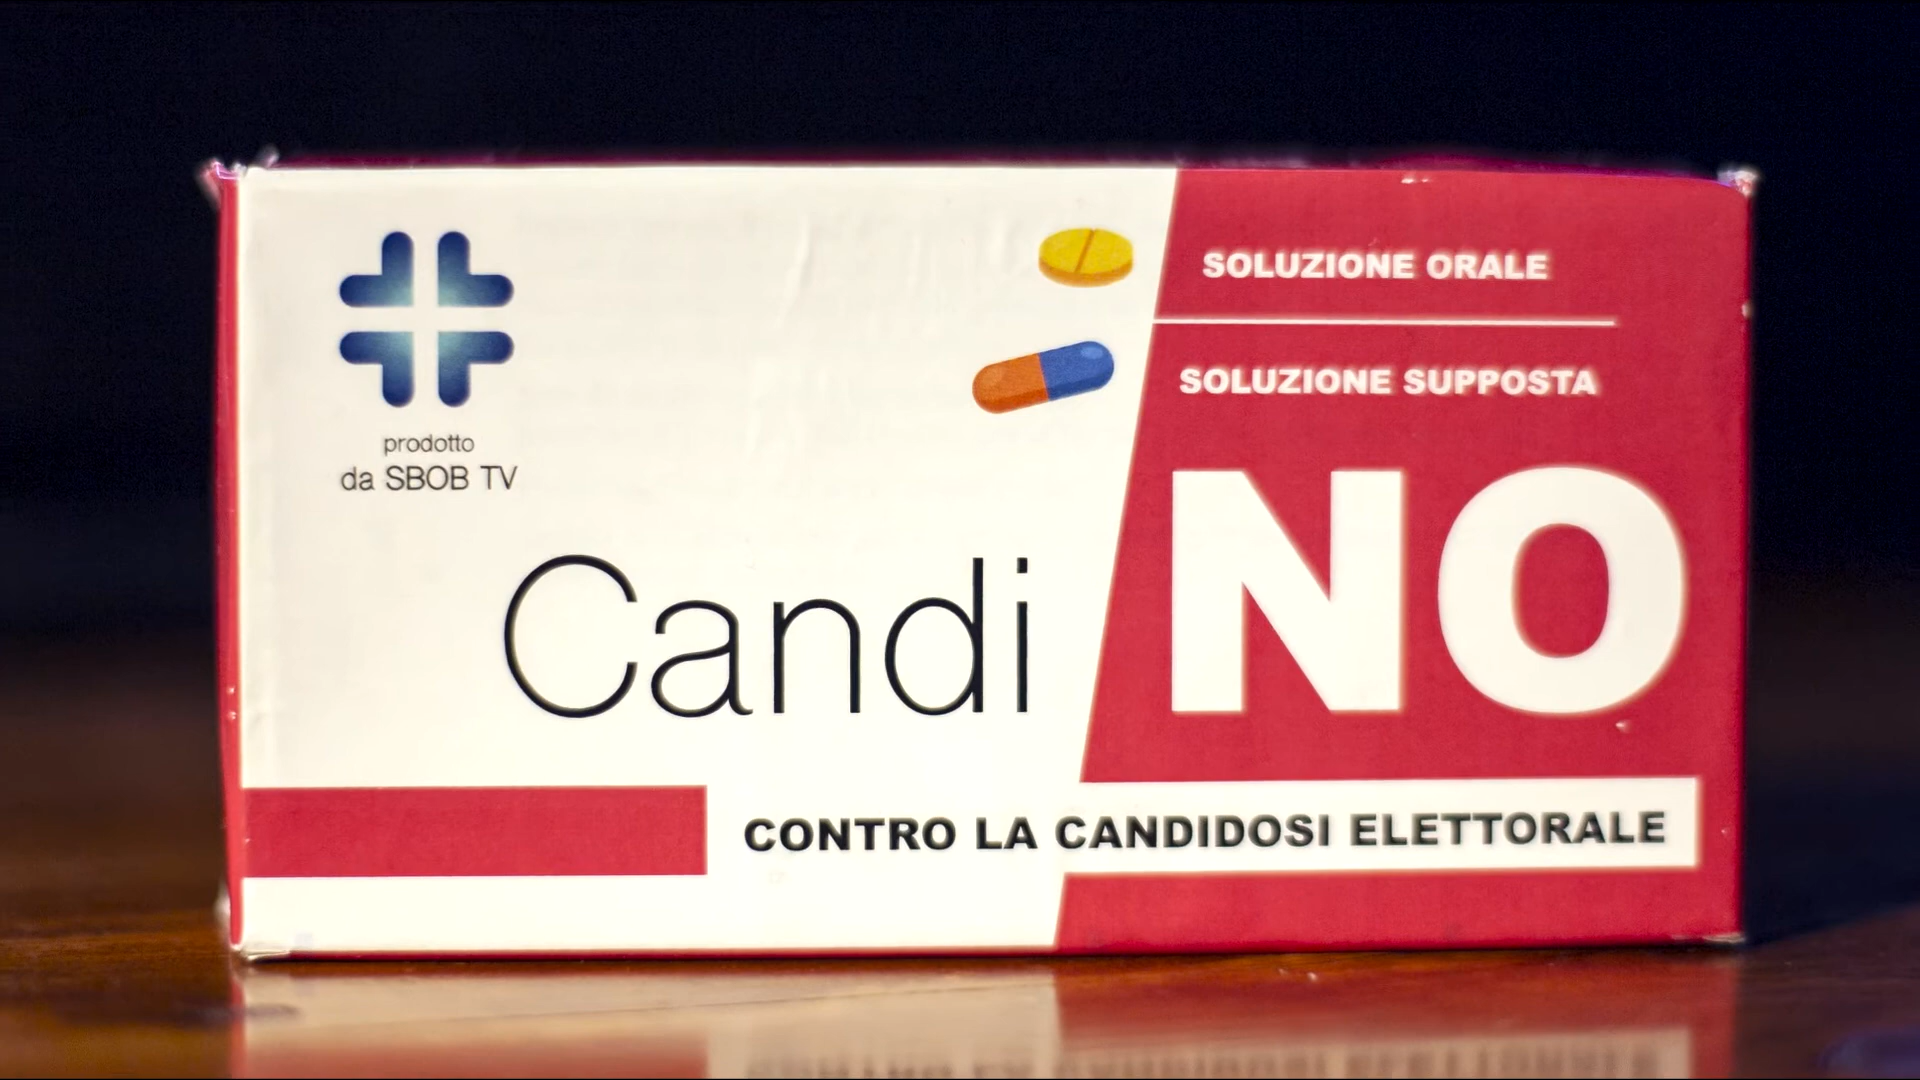 SOLUZIONE ORALE
SOLUZIONE SUPPOSTA
prodotto
da SBOB TV
Candi NO
CONTRO LA CANDIDOSI ELETTORALE